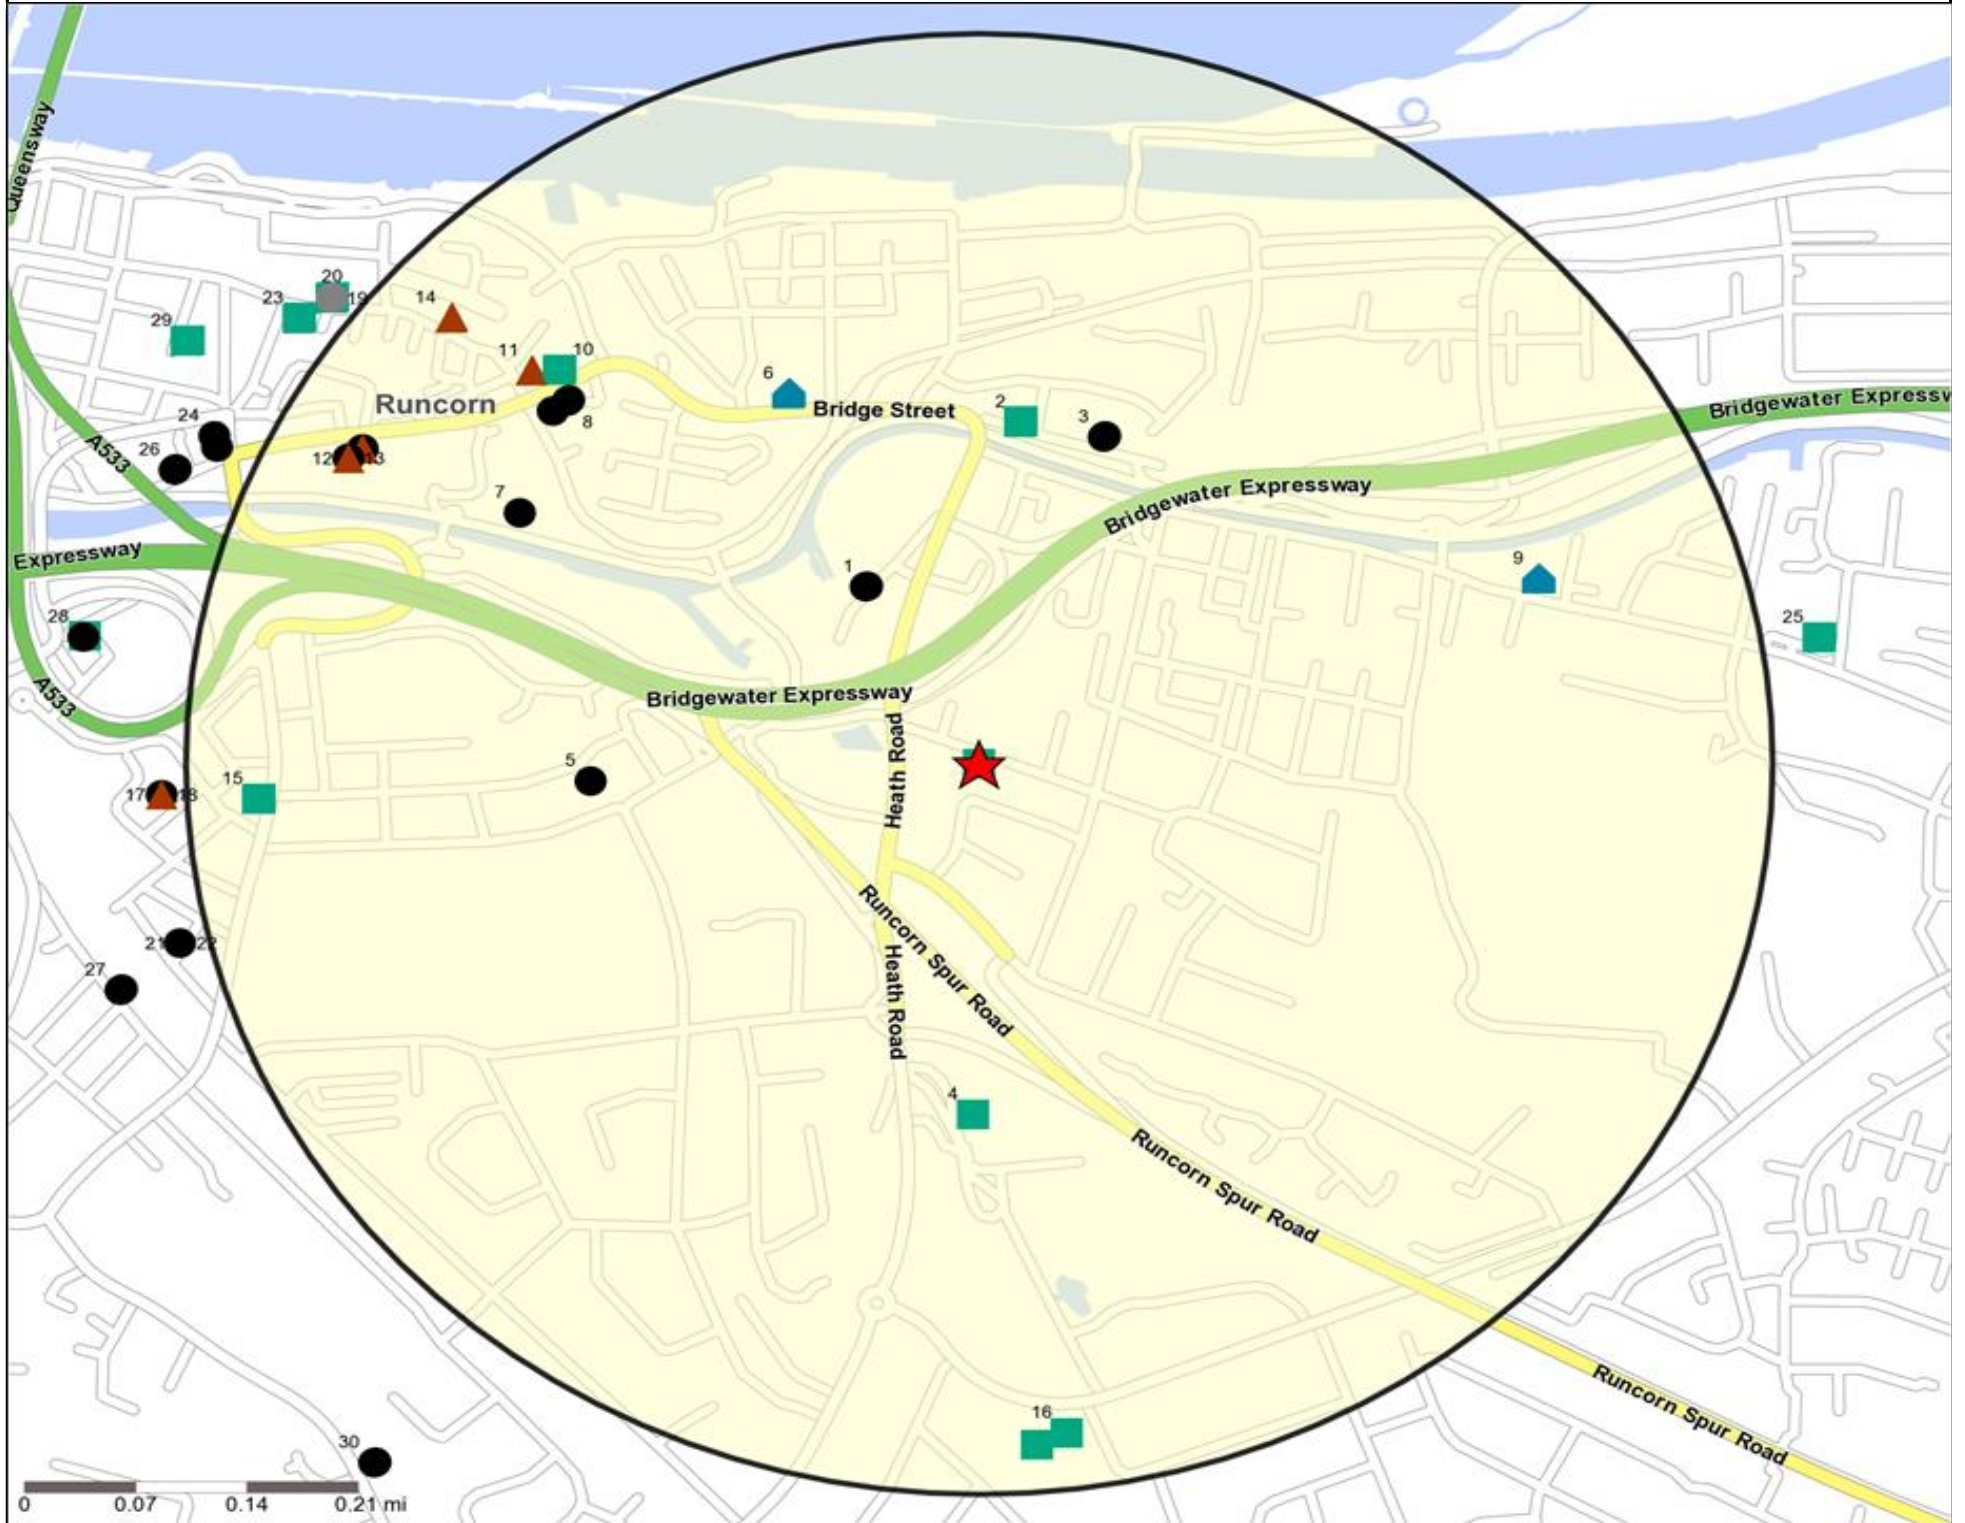 Queensway
20
19
23
14
29
11
10
6
Runcorn
Bridge Street
2
3
24
8
Bridgewater Expressw
A533
26
12
13
7
Bridgewater Expressway
Expressway
9
1
28
25
A533
Bridgewater Expressway
Heath Road
5
15
17
18
Runcorn Spur Road
21
22
27
Heath Road
4
Runcorn Spur Road
Runcorn Spur Road
16
30
0 0.07 0.14 0.21 mi